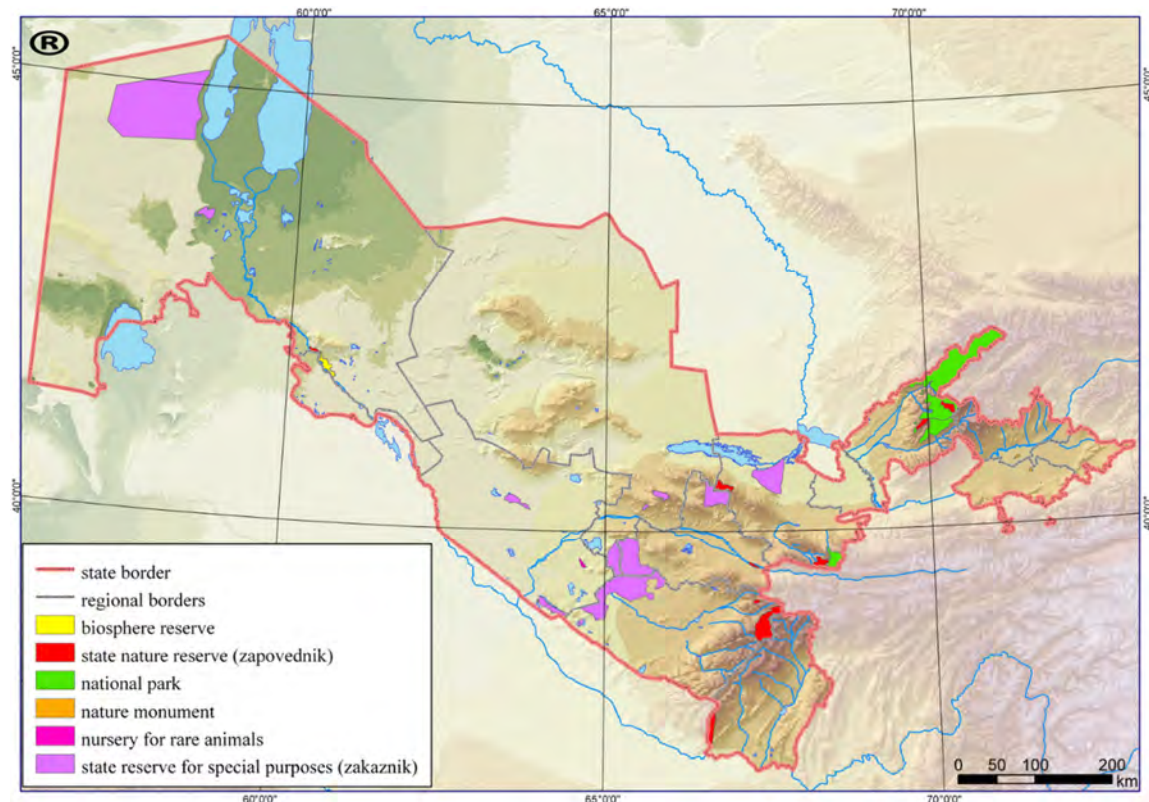 ®
60°0'0"
65°0'0"
70°0'0"
45°0'0"
45°0'0"
40°0'0"
40°0'0"
state border
regional borders
biosphere reserve
state nature reserve (zapovednik)
national park
nature monument
nursery for rare animals
state reserve for special purposes (zakaznik)
0 50 100 200
km
60°0'0"
65°0'0"
70°0'0"